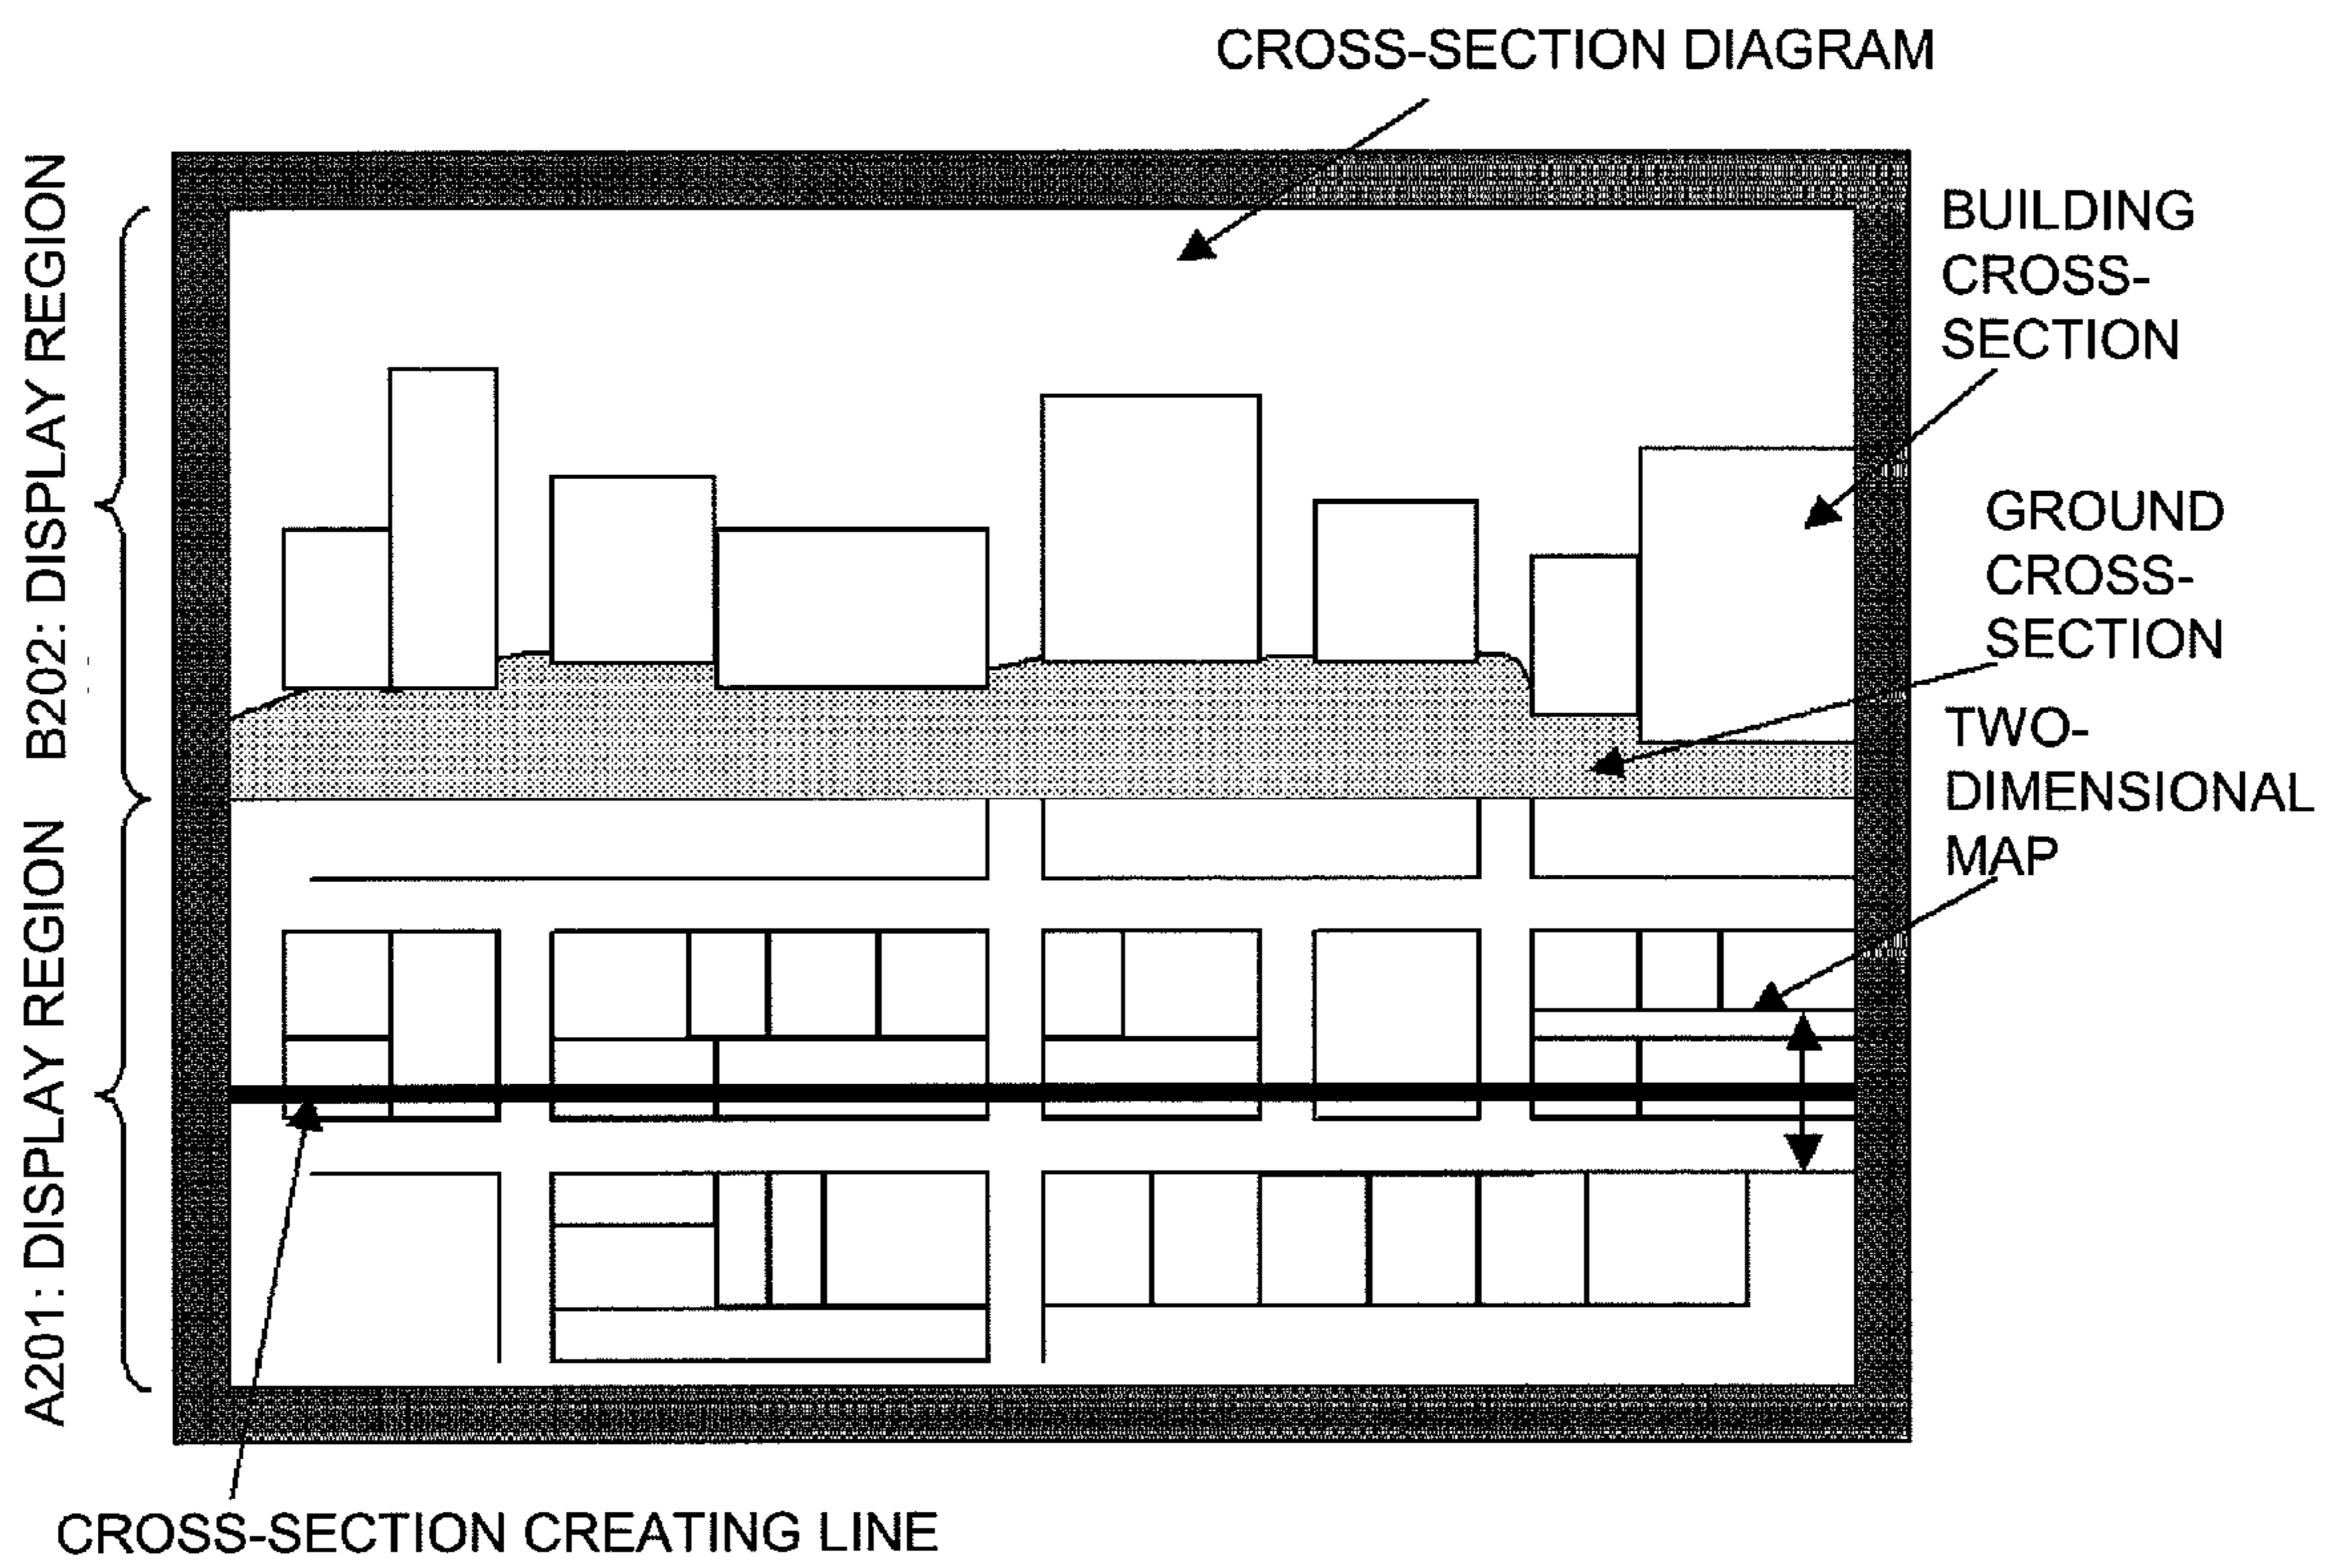 CROSS-SECTION DIAGRAM
B202: DISPLAY REGION
A201: DISPLAY REGION
BUILDING
CROSS-
SECTION
GROUND
CROSS-
SECTION
TWO-
DIMENSIONAL
MAP
CROSS-SECTION CREATING LINE